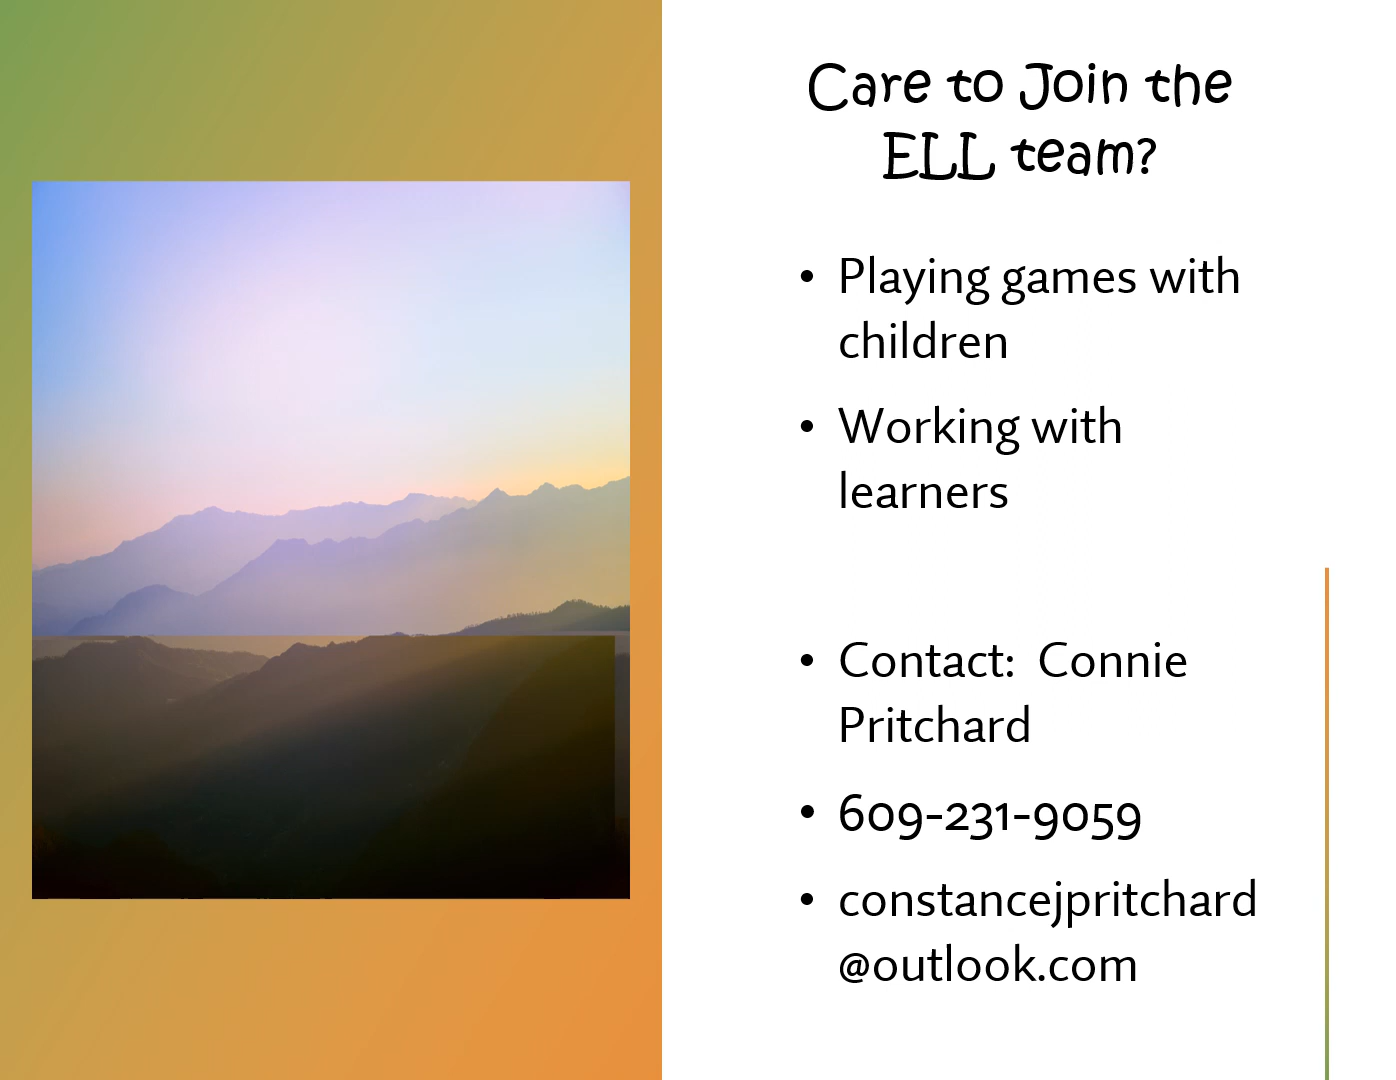 Care to Join the
ELL team?
• Playing games with
children
• Working with
learners
• Contact:  Connie
Pritchard
• 609-231-9059
• constancejpritchard
@outlook.com